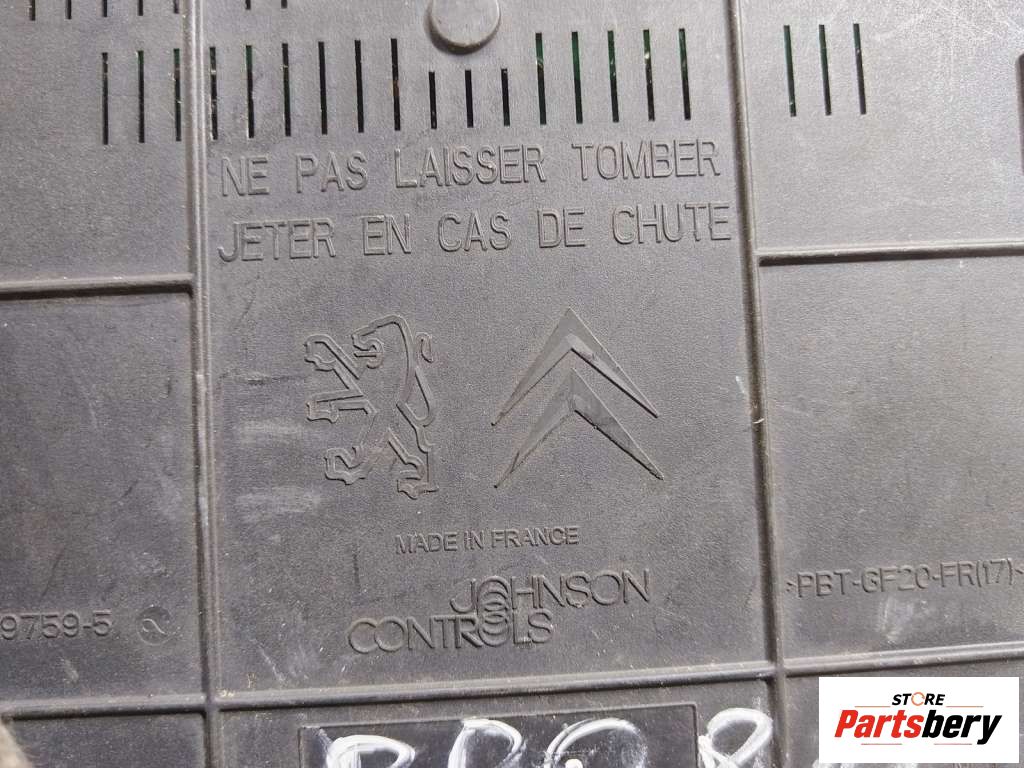 NE PAS LAISSER TOMBER
JETER EN CAS DE CHUTE
MADE IN FRANCE
9759-5
>PBT-GF20-FR(17)<
JOHNSON
CONTROLS
STORE
Partsbery